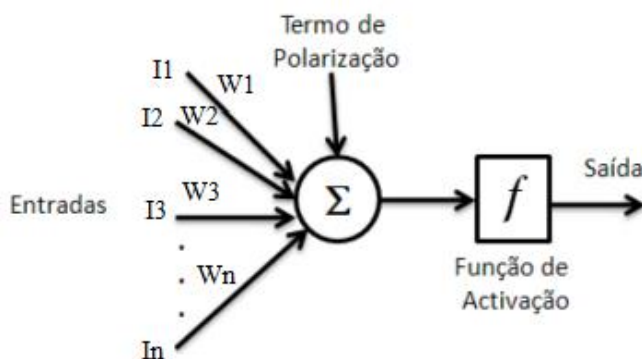 Termo de
Polarização
I1
W1
I2
W2
Entradas
I3
W3
Σ
f
Saída
.
.
.
Wn
In
Função de
Activação